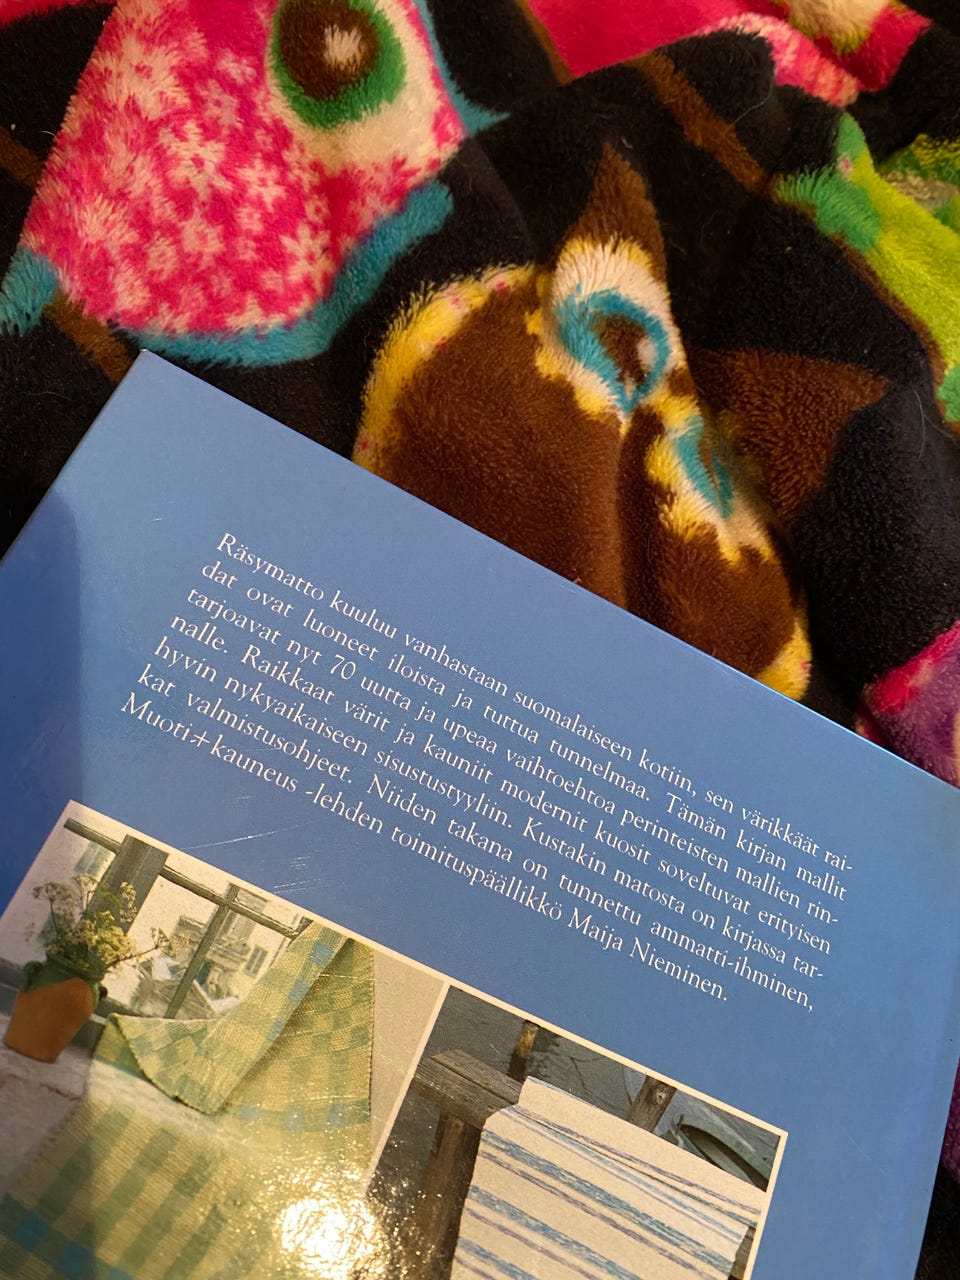 Räsymatto kuuluu vanhastaan suomalaiseen kotiin, sen värikkäät rai-
dat ovat luoneet iloista ja tuttua tunnelmaa. Tämän kirjan mallit
tarjoavat nyt 70 uutta ja upeaa vaihtoehtoa perinteisten mallien rin-
nalle. Raikkaat värit ja kauniit modernit kuosit soveltuvat erityisen
hyvin nykyaikaiseen sisustustyyliin. Kustakin matosta on kirjassa tar-
kat valmistusohjeet. Niiden takana on tunnettu ammatti-ihminen,
Muoti+kauneus -lehden toimituspäällikkö Maija Nieminen.